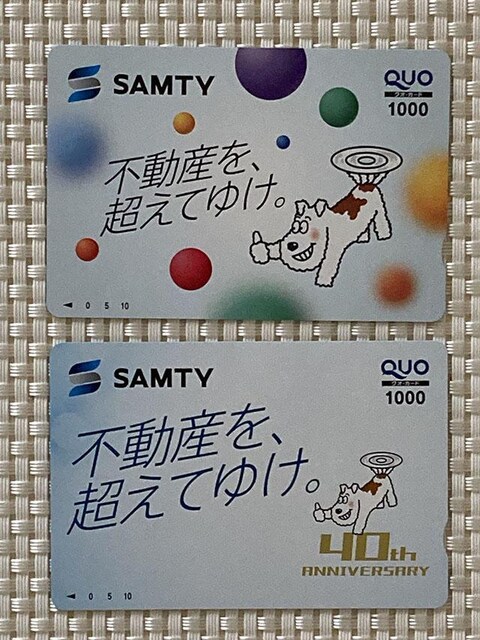 SAMTY
QUO
クオ・カード
1000
不動産を、
超えてゆけ。
◀ 0 5 10
SAMTY
QUO
クオ・カード
1000
不動産を、
超えてゆけ。
40th
ANNIVERSARY
◀ 0 5 10